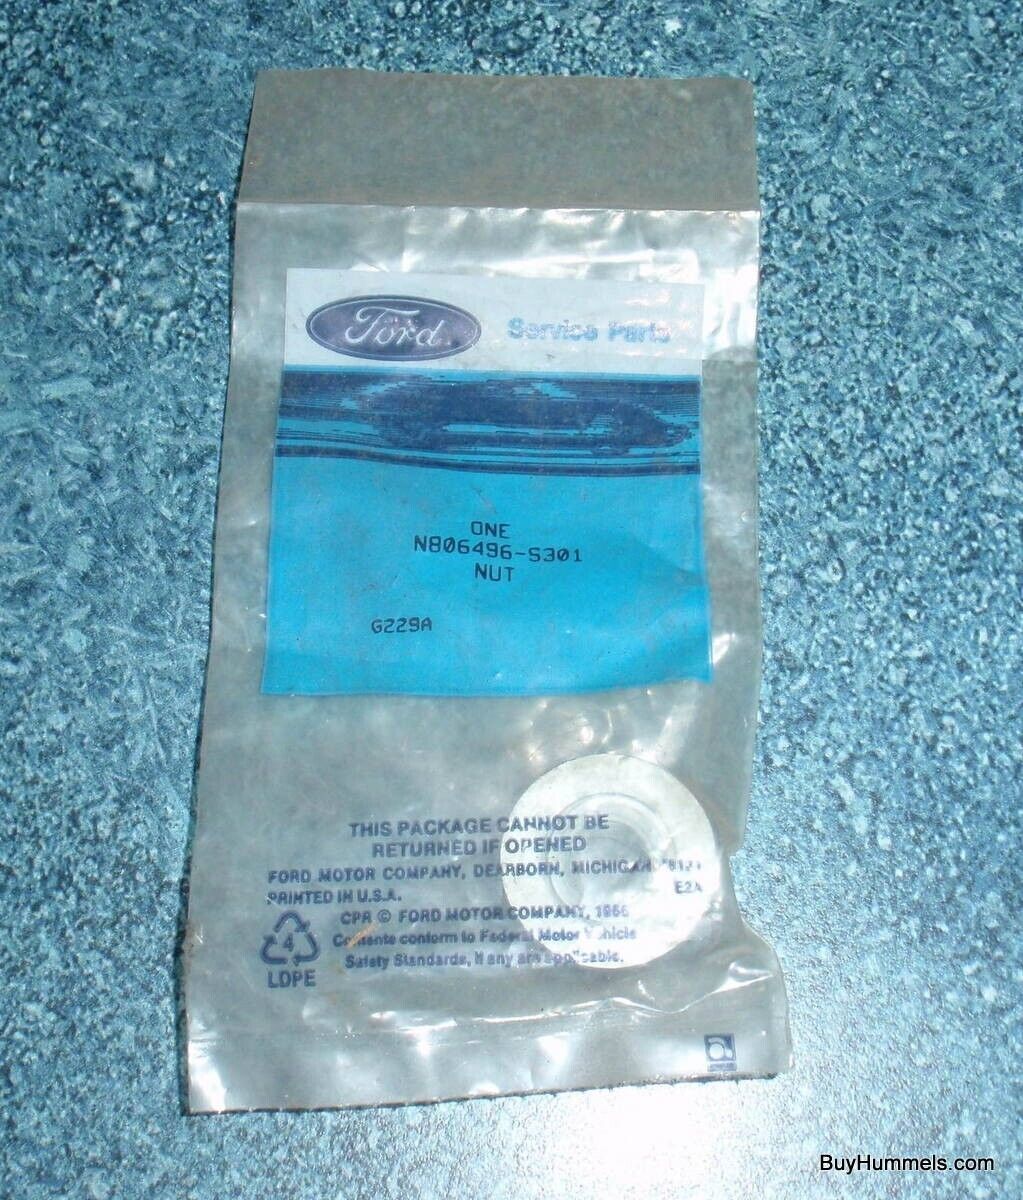 Ford
Service Parts
ONE
N806496-S301
NUT
G229A
THIS PACKAGE CANNOT BE
RETURNED IF OPENED
FORD MOTOR COMPANY, DEARBORN, MICHIGAN
E2A
PRINTED IN U.S.A.
CPR © FORD MOTOR COMPANY,
4
Contents conform to Federal Motor Vehicle
Safety Standards, if any are applicable.
LDPE
BuyHummels.com